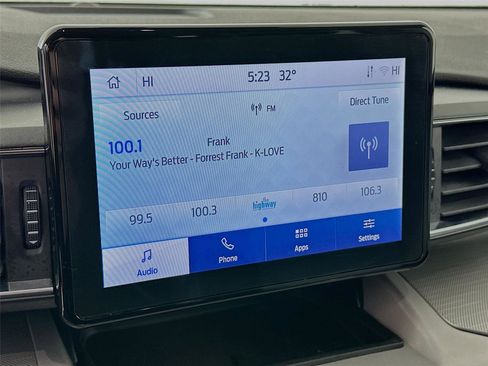 HI 5:23 32° HI
Sources FM Direct Tune
100.1 Frank
Your Way's Better - Forrest Frank - K-LOVE
99.5 100.3 the highway 810 106.3
Audio Phone Apps Settings